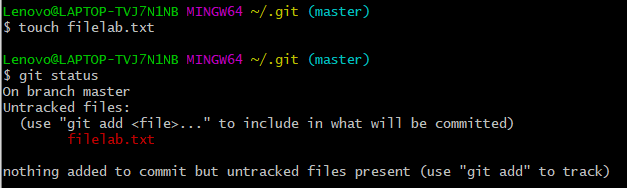 Lenovo@LAPTOP-TVJ7N1NB MINGW64 ~/.git (master)
$ touch filelab.txt

Lenovo@LAPTOP-TVJ7N1NB MINGW64 ~/.git (master)
$ git status
On branch master
Untracked files:
  (use "git add <file>..." to include in what will be committed)
        filelab.txt

nothing added to commit but untracked files present (use "git add" to track)